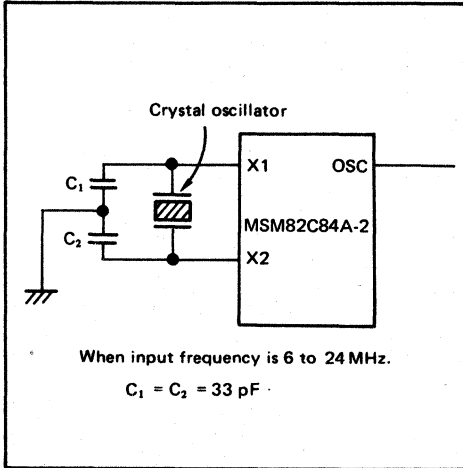 Crystal oscillator
X1 OSC
C₁
MSM82C84A-2
C₂
X2
When input frequency is 6 to 24 MHz.
C₁ = C₂ = 33 pF